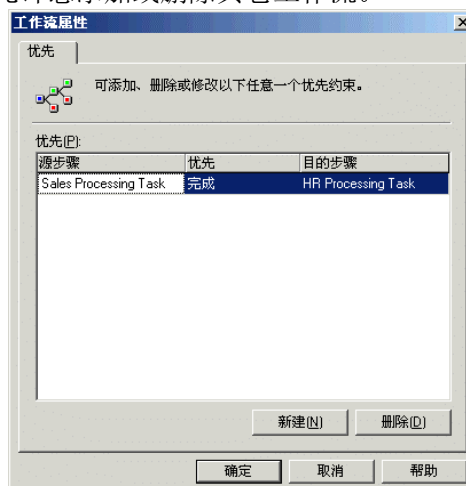 工作流属性
优先
可添加、删除或修改以下任意一个优先约束。
优先(P):
源步骤 优先 目的步骤
Sales Processing Task 完成 HR Processing Task
新建(N) 删除(D)
确定 取消 帮助